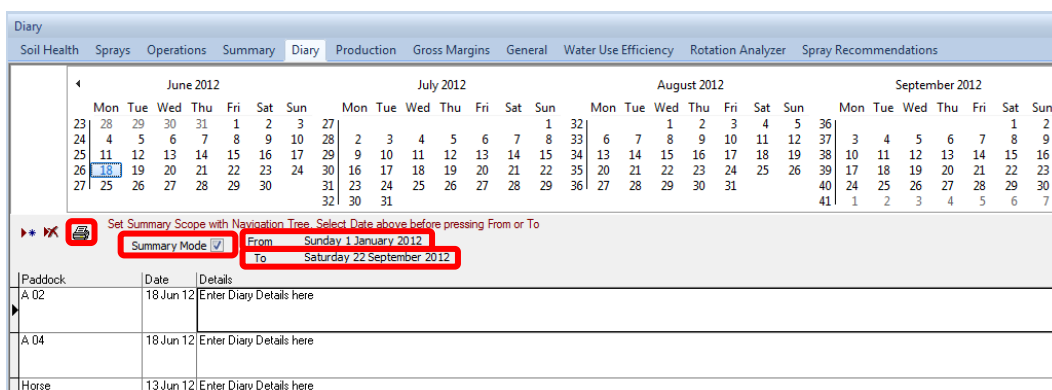 Diary
Soil Health Sprays Operations Summary Diary Production Gross Margins General Water Use Efficiency Rotation Analyzer Spray Recommendations
June 2012 July 2012 August 2012 September 2012
Mon Tue Wed Thu Fri Sat Sun Mon Tue Wed Thu Fri Sat Sun Mon Tue Wed Thu Fri Sat Sun Mon Tue Wed Thu Fri Sat Sun
23 28 29 30 31 1 2 3 27 1 32 1 2 3 4 5 36 1 2
24 4 5 6 7 8 9 10 28 2 3 4 5 6 7 8 33 6 7 8 9 10 11 12 37 3 4 5 6 7 8 9
25 11 12 13 14 15 16 17 29 9 10 11 12 13 14 15 34 13 14 15 16 17 18 19 38 10 11 12 13 14 15 16
26 18 19 20 21 22 23 24 30 16 17 18 19 20 21 22 35 20 21 22 23 24 25 26 39 17 18 19 20 21 22 23
27 25 26 27 28 29 30 31 23 24 25 26 27 28 29 36 27 28 29 30 31 40 24 25 26 27 28 29 30
32 30 31 41 1 2 3 4 5 6 7
Set Summary Scope with Navigation Tree. Select Date above before pressing From or To
Summary Mode From Sunday 1 January 2012
To Saturday 22 September 2012
Paddock Date Details
A 02 18 Jun 12 Enter Diary Details here
A 04 18 Jun 12 Enter Diary Details here
Horse 13 Jun 12 Enter Diary Details here